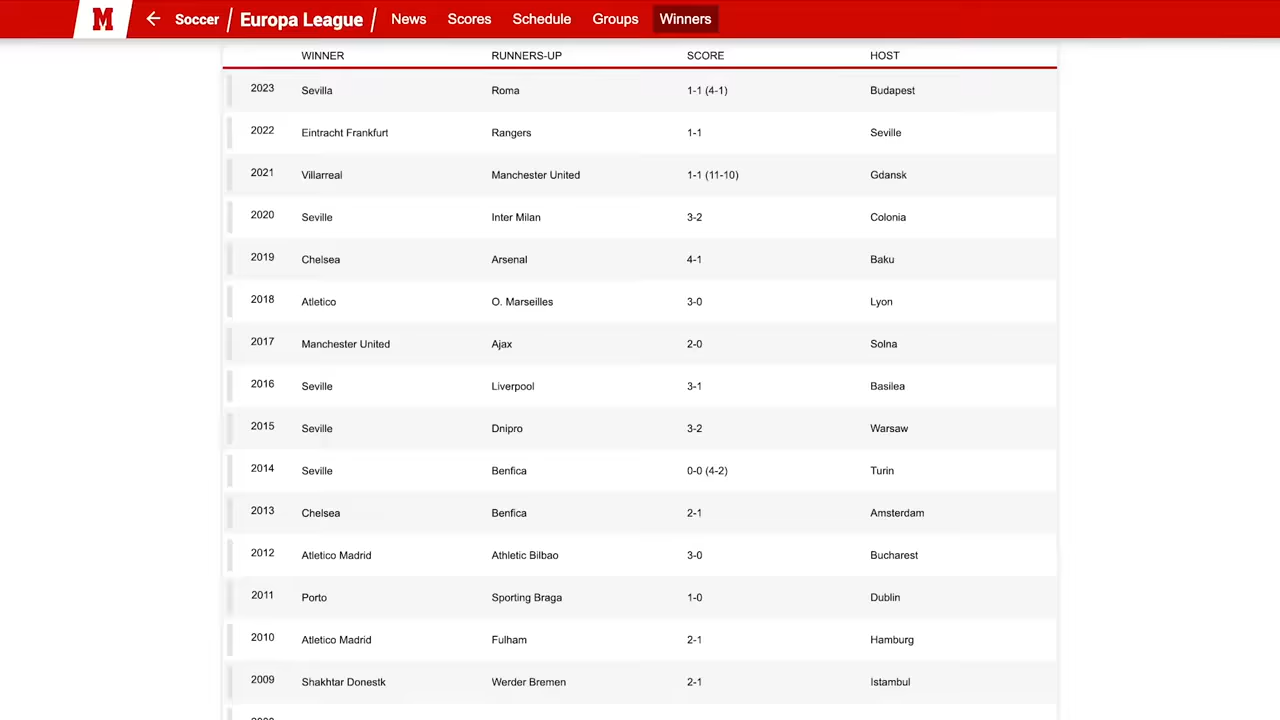 M Soccer Europa League News Scores Schedule Groups Winners
WINNER RUNNERS-UP SCORE HOST
2023 Sevilla Roma 1-1 (4-1) Budapest
2022 Eintracht Frankfurt Rangers 1-1 Seville
2021 Villarreal Manchester United 1-1 (11-10) Gdansk
2020 Seville Inter Milan 3-2 Colonia
2019 Chelsea Arsenal 4-1 Baku
2018 Atletico O. Marseilles 3-0 Lyon
2017 Manchester United Ajax 2-0 Solna
2016 Seville Liverpool 3-1 Basilea
2015 Seville Dnipro 3-2 Warsaw
2014 Seville Benfica 0-0 (4-2) Turin
2013 Chelsea Benfica 2-1 Amsterdam
2012 Atletico Madrid Athletic Bilbao 3-0 Bucharest
2011 Porto Sporting Braga 1-0 Dublin
2010 Atletico Madrid Fulham 2-1 Hamburg
2009 Shakhtar Donestk Werder Bremen 2-1 Istambul